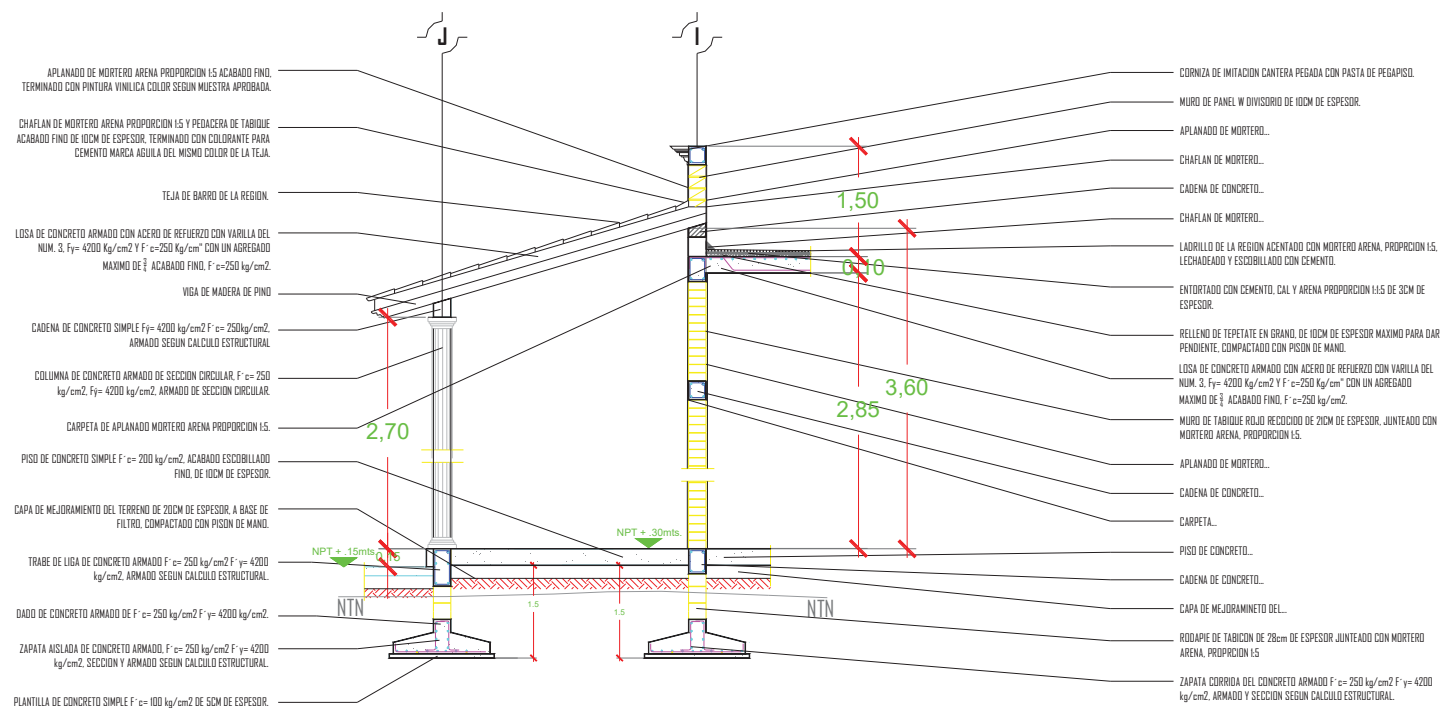 J
I
APLANADO DE MORTERO ARENA PROPORCION 1:5 ACABADO FINO,
TERMINADO CON PINTURA VINILICA COLOR SEGUN MUESTRA APROBADA.
CHAFLAN DE MORTERO ARENA PROPORCION 1:5 Y PEDACERA DE TABIQUE
ACABADO FINO DE 10CM DE ESPESOR, TERMINADO CON COLORANTE PARA
CEMENTO MARCA AGUILA DEL MISMO COLOR DE LA TEJA.
TEJA DE BARRO DE LA REGION.
LOSA DE CONCRETO ARMADO CON ACERO DE REFUERZO CON VARILLA DEL
NUM. 3, Fy= 4200 Kg/cm2 Y F´c=250 Kg/cm" CON UN AGREGADO
MAXIMO DE 3/4 ACABADO FINO, F´c=250 kg/cm2.
VIGA DE MADERA DE PINO
CADENA DE CONCRETO SIMPLE Fy= 4200 kg/cm2 F´c= 250kg/cm2,
ARMADO SEGUN CALCULO ESTRUCTURAL
COLUMNA DE CONCRETO ARMADO DE SECCION CIRCULAR, F´c= 250
kg/cm2, Fy= 4200 kg/cm2, ARMADO DE SECCION CIRCULAR.
CARPETA DE APLANADO MORTERO ARENA PROPORCION 1:5.
PISO DE CONCRETO SIMPLE F´c= 200 kg/cm2, ACABADO ESCOBILLADO
FINO, DE 10CM DE ESPESOR.
CAPA DE MEJORAMIENTO DEL TERRENO DE 20CM DE ESPESOR, A BASE DE
FILTRO, COMPACTADO CON PISON DE MANO.
TRABE DE LIGA DE CONCRETO ARMADO F´c= 250 kg/cm2 F´y= 4200
kg/cm2, ARMADO SEGUN CALCULO ESTRUCTURAL.
DADO DE CONCRETO ARMADO DE F´c= 250 kg/cm2 F´y= 4200 kg/cm2.
ZAPATA AISLADA DE CONCRETO ARMADO, F´c= 250 kg/cm2 F´y= 4200
kg/cm2, SECCION Y ARMADO SEGUN CALCULO ESTRUCTURAL.
PLANTILLA DE CONCRETO SIMPLE F´c= 100 kg/cm2 DE 5CM DE ESPESOR.
1,50
0,10
3,60
2,85
2,70
NPT + .30mts.
NPT + .15mts.
0,15
NTN
NTN
1.5
1.5
CORNIZA DE IMITACION CANTERA PEGADA CON PASTA DE PEGAPISO.
MURO DE PANEL W DIVISORIO DE 10CM DE ESPESOR.
APLANADO DE MORTERO...
CHAFLAN DE MORTERO...
CADENA DE CONCRETO...
CHAFLAN DE MORTERO...
LADRILLO DE LA REGION ACENTADO CON MORTERO ARENA, PROPRCION 1:5.
LECHADEADO Y ESCOBILLADO CON CEMENTO.
ENTORTADO CON CEMENTO, CAL Y ARENA PROPORCION 1:1:5 DE 3CM DE
ESPESOR.
RELLENO DE TEPETATE EN GRANO, DE 10CM DE ESPESOR MAXIMO PARA DAR
PENDIENTE, COMPACTADO CON PISON DE MANO.
LOSA DE CONCRETO ARMADO CON ACERO DE REFUERZO CON VARILLA DEL
NUM. 3, Fy= 4200 Kg/cm2 Y F´c=250 Kg/cm" CON UN AGREGADO
MAXIMO DE 3/4 ACABADO FINO, F´c=250 kg/cm2.
MURO DE TABIQUE ROJO RECOCIDO DE 21CM DE ESPESOR, JUNTEADO CON
MORTERO ARENA, PROPORCION 1:5.
APLANADO DE MORTERO...
CADENA DE CONCRETO...
CARPETA...
PISO DE CONCRETO...
CADENA DE CONCRETO...
CAPA DE MEJORAMINETO DEL...
RODAPIE DE TABICON DE 28cm DE ESPESOR JUNTEADO CON MORTERO
ARENA, PROPRCION 1:5
ZAPATA CORRIDA DEL CONCRETO ARMADO F´c= 250 kg/cm2 F´y= 4200
kg/cm2, ARMADO Y SECCION SEGUN CALCULO ESTRUCTURAL.